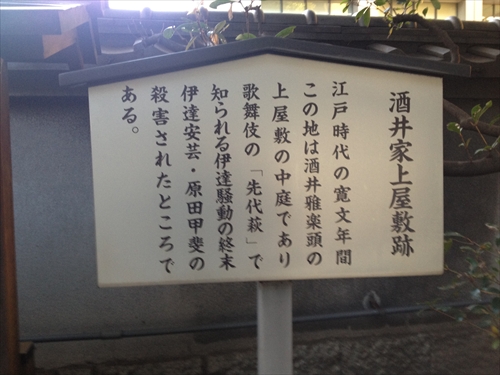 酒井家上屋敷跡
江戸時代の寛文年間
この地は酒井雅楽頭の
上屋敷の中庭であり
歌舞伎の「先代萩」で
知られる伊達騒動の終末
伊達安芸・原田甲斐の
殺害されたところで
ある。